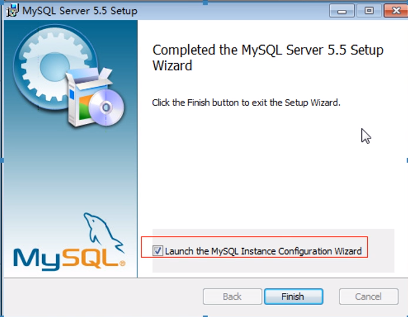 MySQL Server 5.5 Setup
Completed the MySQL Server 5.5 Setup
Wizard
Click the Finish button to exit the Setup Wizard.
Launch the MySQL Instance Configuration Wizard
MySQL®
Back
Finish
Cancel